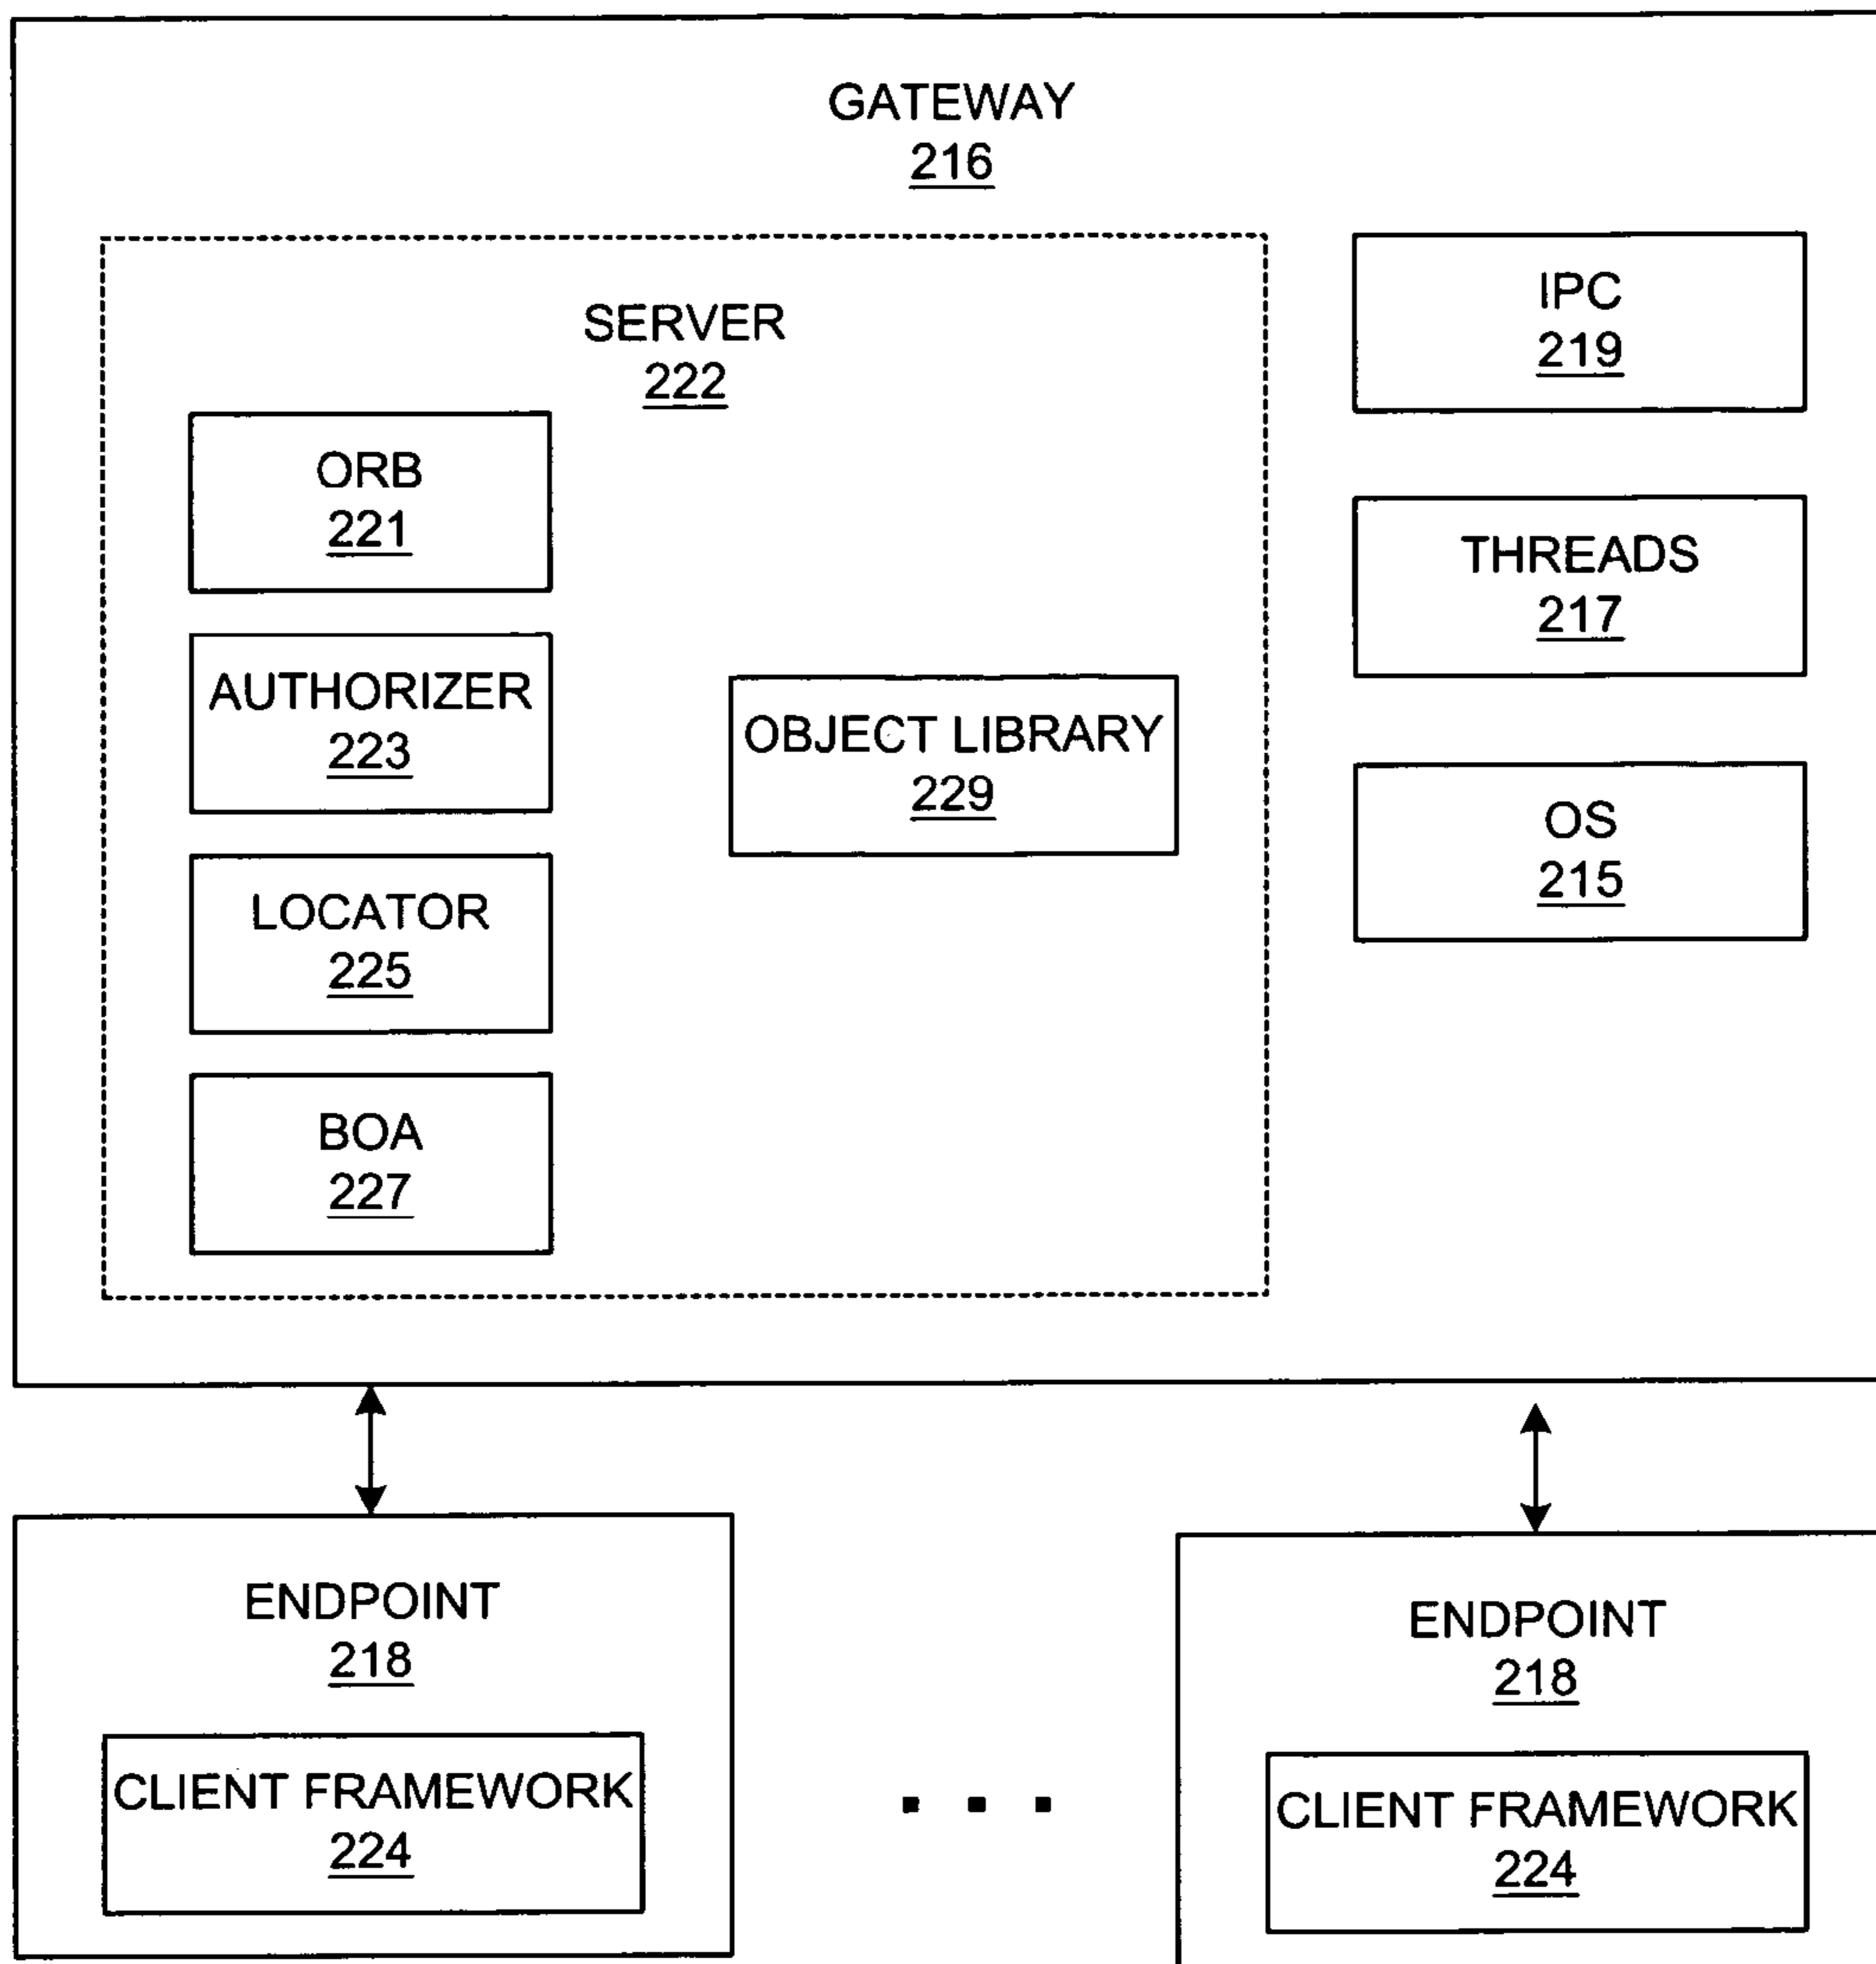 GATEWAY
216
SERVER
222
ORB
221
AUTHORIZER
223
LOCATOR
225
BOA
227
OBJECT LIBRARY
229
IPC
219
THREADS
217
OS
215
ENDPOINT
218
CLIENT FRAMEWORK
224
ENDPOINT
218
CLIENT FRAMEWORK
224